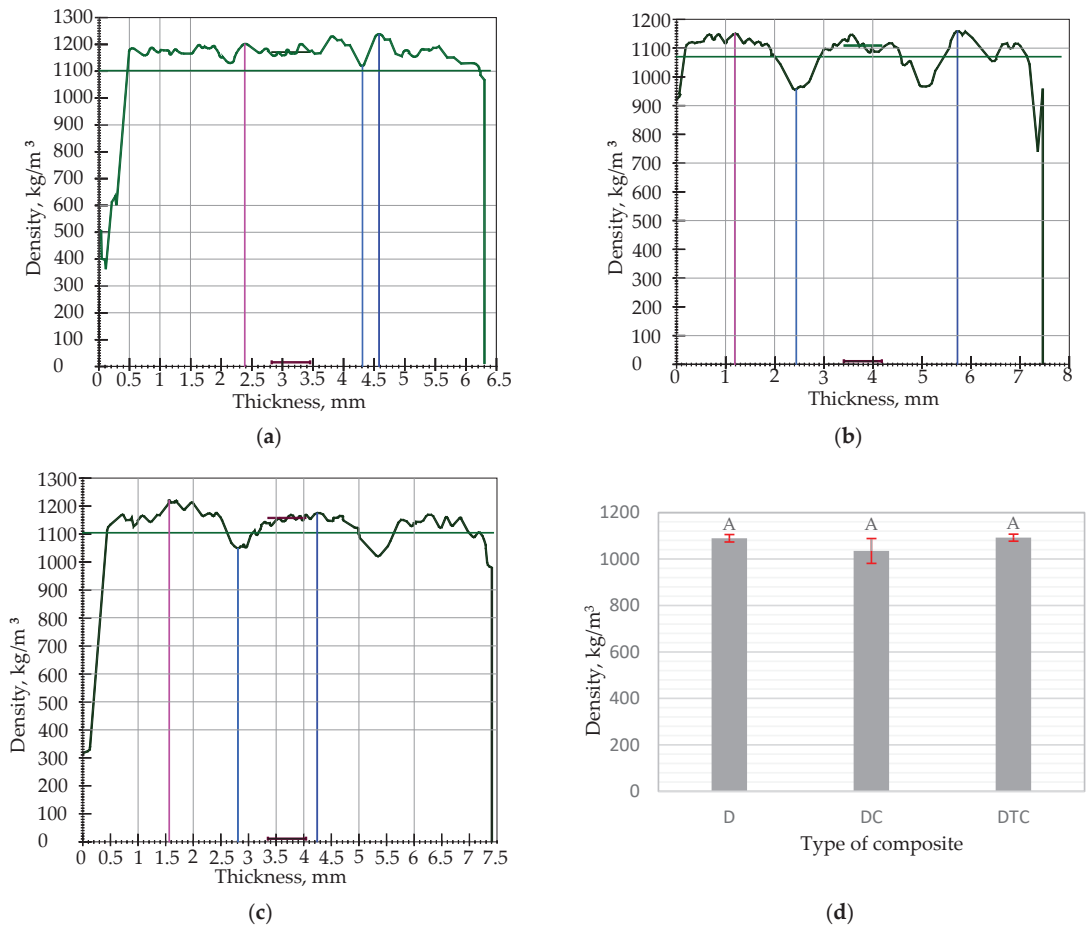 1300
1200
1100
1000
900
800
700
600
500
400
300
200
100
0
Density, kg/m ³
0 0.5 1 1.5 2 2.5 3 3.5 4 4.5 5 5.5 6 6.5
Thickness, mm
(a)
1200
1100
1000
900
800
700
600
500
400
300
200
100
0
Density, kg/m ³
0 1 2 3 4 5 6 7 8
Thickness, mm
(b)
1300
1200
1100
1000
900
800
700
600
500
400
300
200
100
0
Density, kg/m ³
0 0.5 1 1.5 2 2.5 3 3.5 4 4.5 5 5.5 6 6.5 7 7.5
Thickness, mm
(c)
1200
1000
800
600
400
200
0
Density, kg/m³
A A A
D DC DTC
Type of composite
(d)